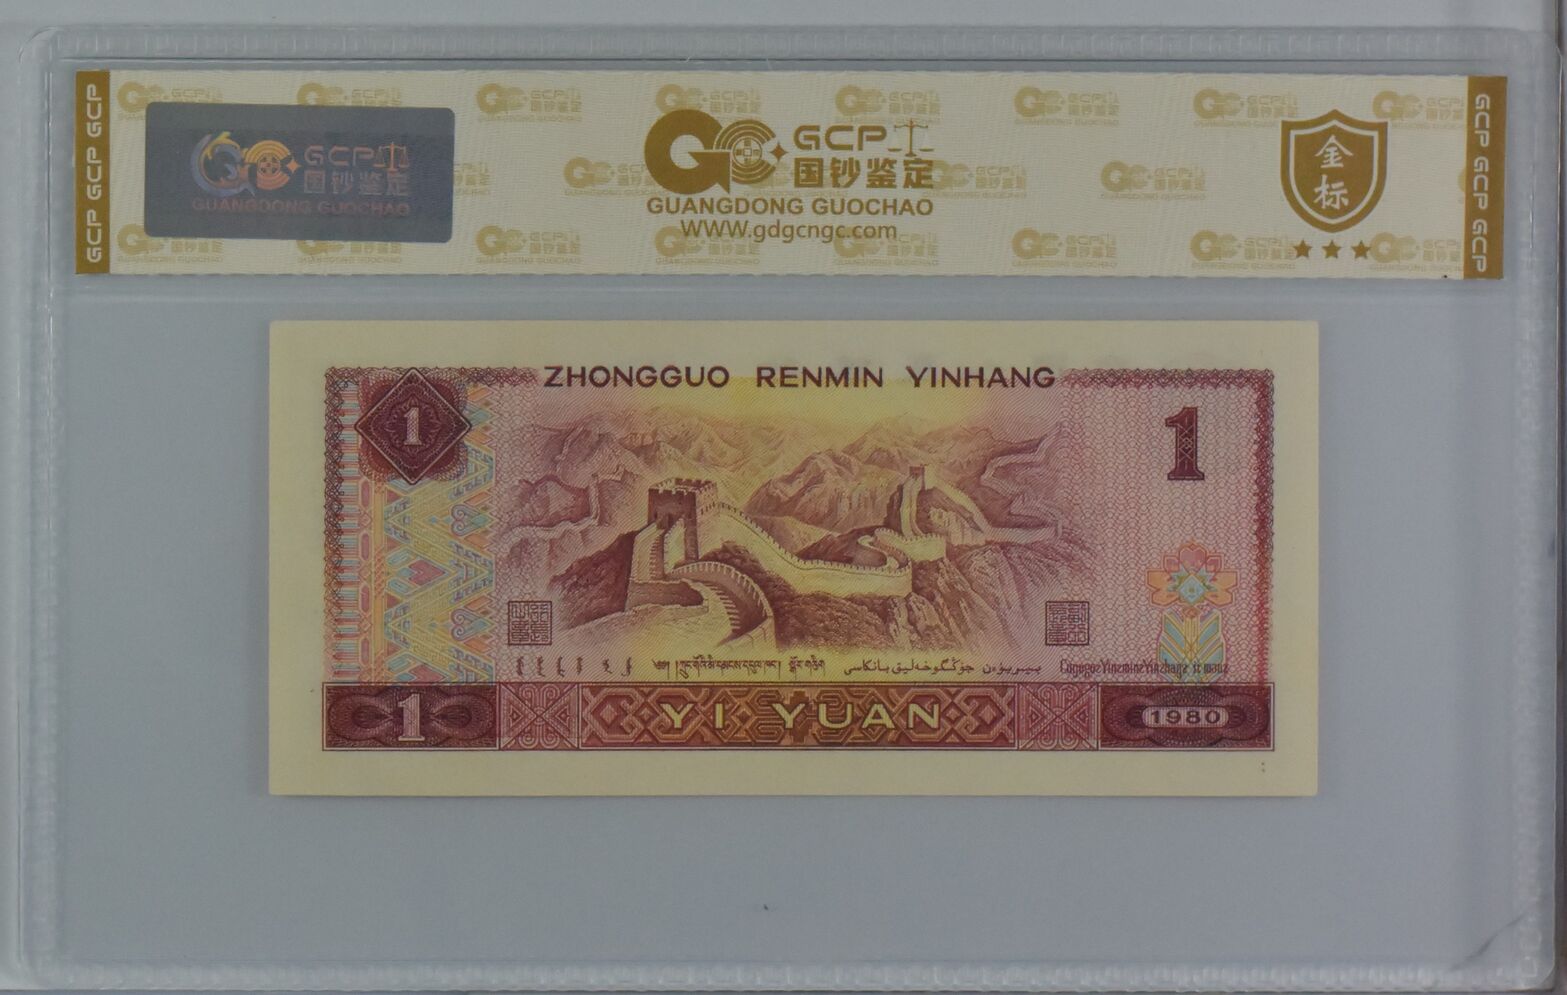 GCP GCP GCP
GCP
国钞鉴定
GUANGDONG GUOCHAO
GCP
国钞鉴定
GUANGDONG GUOCHAO
WWW.gdgcngc.com
金标
GCP GCP GCP
ZHONGGUO RENMIN YINHANG
1
1
1
YI YUAN
1980